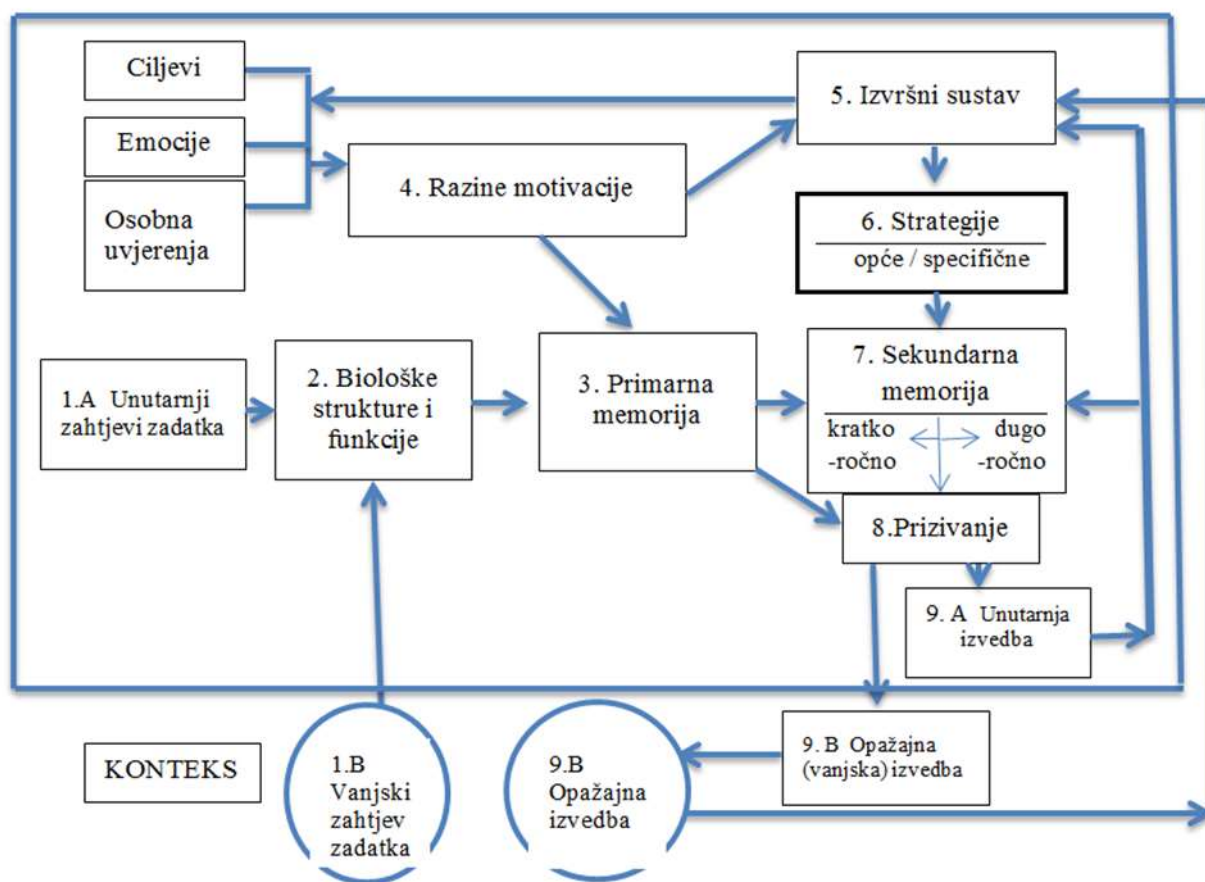 Ciljevi
Emocije
Osobna
uvjerenja
4. Razine motivacije
5. Izvršni sustav
6. Strategije
opće / specifične
1.A Unutarnji
zahtjevi zadatka
2. Biološke
strukture i
funkcije
3. Primarna
memorija
7. Sekundarna
memorija
kratko
-ročno
dugo
-ročno
8.Prizivanje
9. A Unutarnja
izvedba
KONTEKS
1.B
Vanjski
zahtjev
zadatka
9.B
Opažajna
izvedba
9. B Opažajna
(vanjska) izvedba